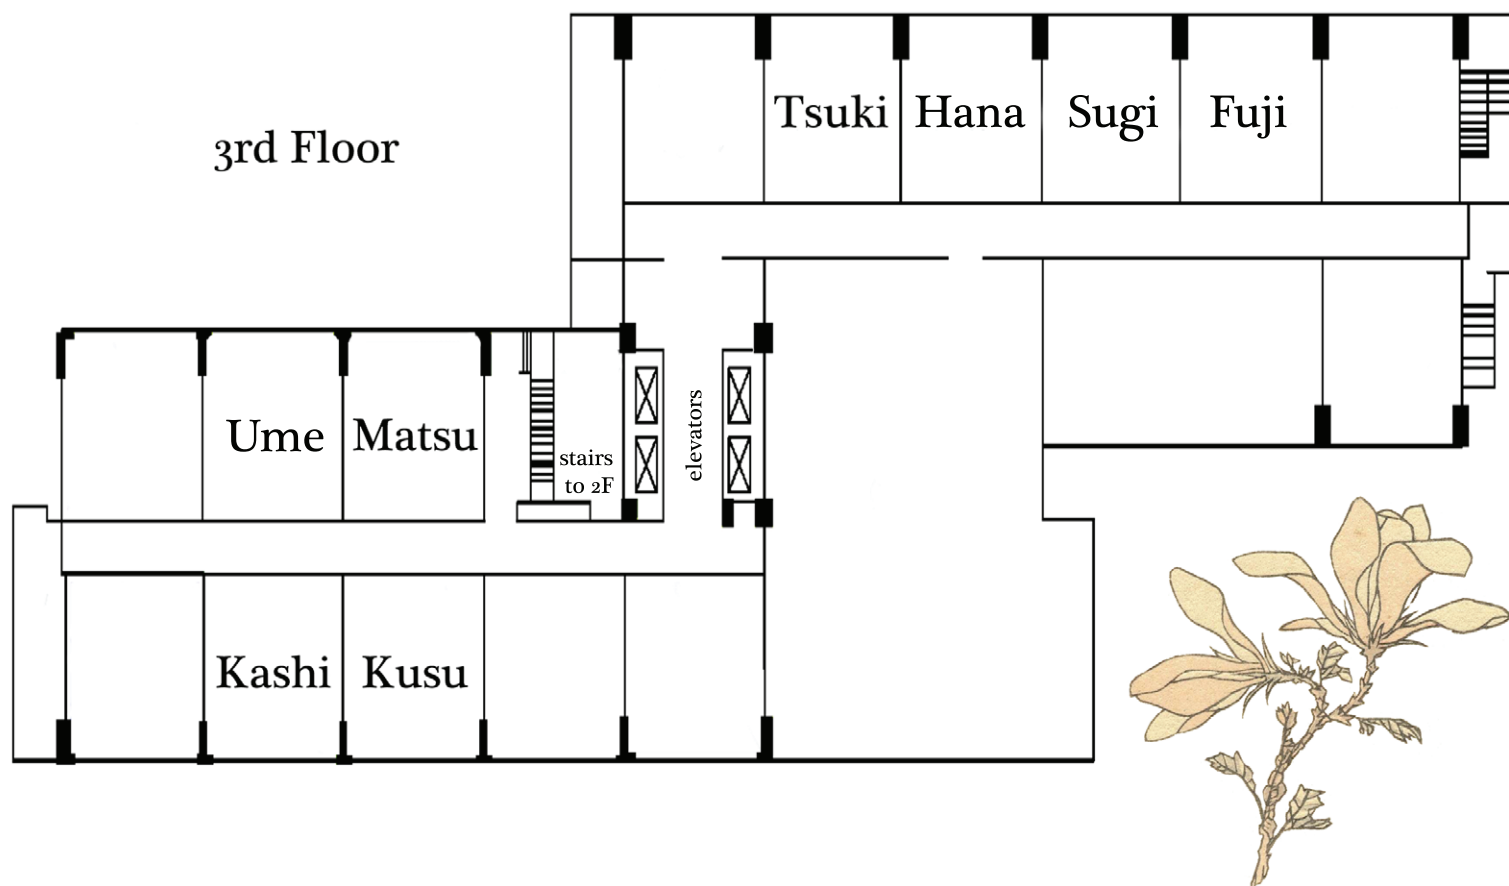 3rd Floor
Tsuki
Hana
Sugi
Fuji
Ume
Matsu
stairs
to 2F
elevators
Kashi
Kusu